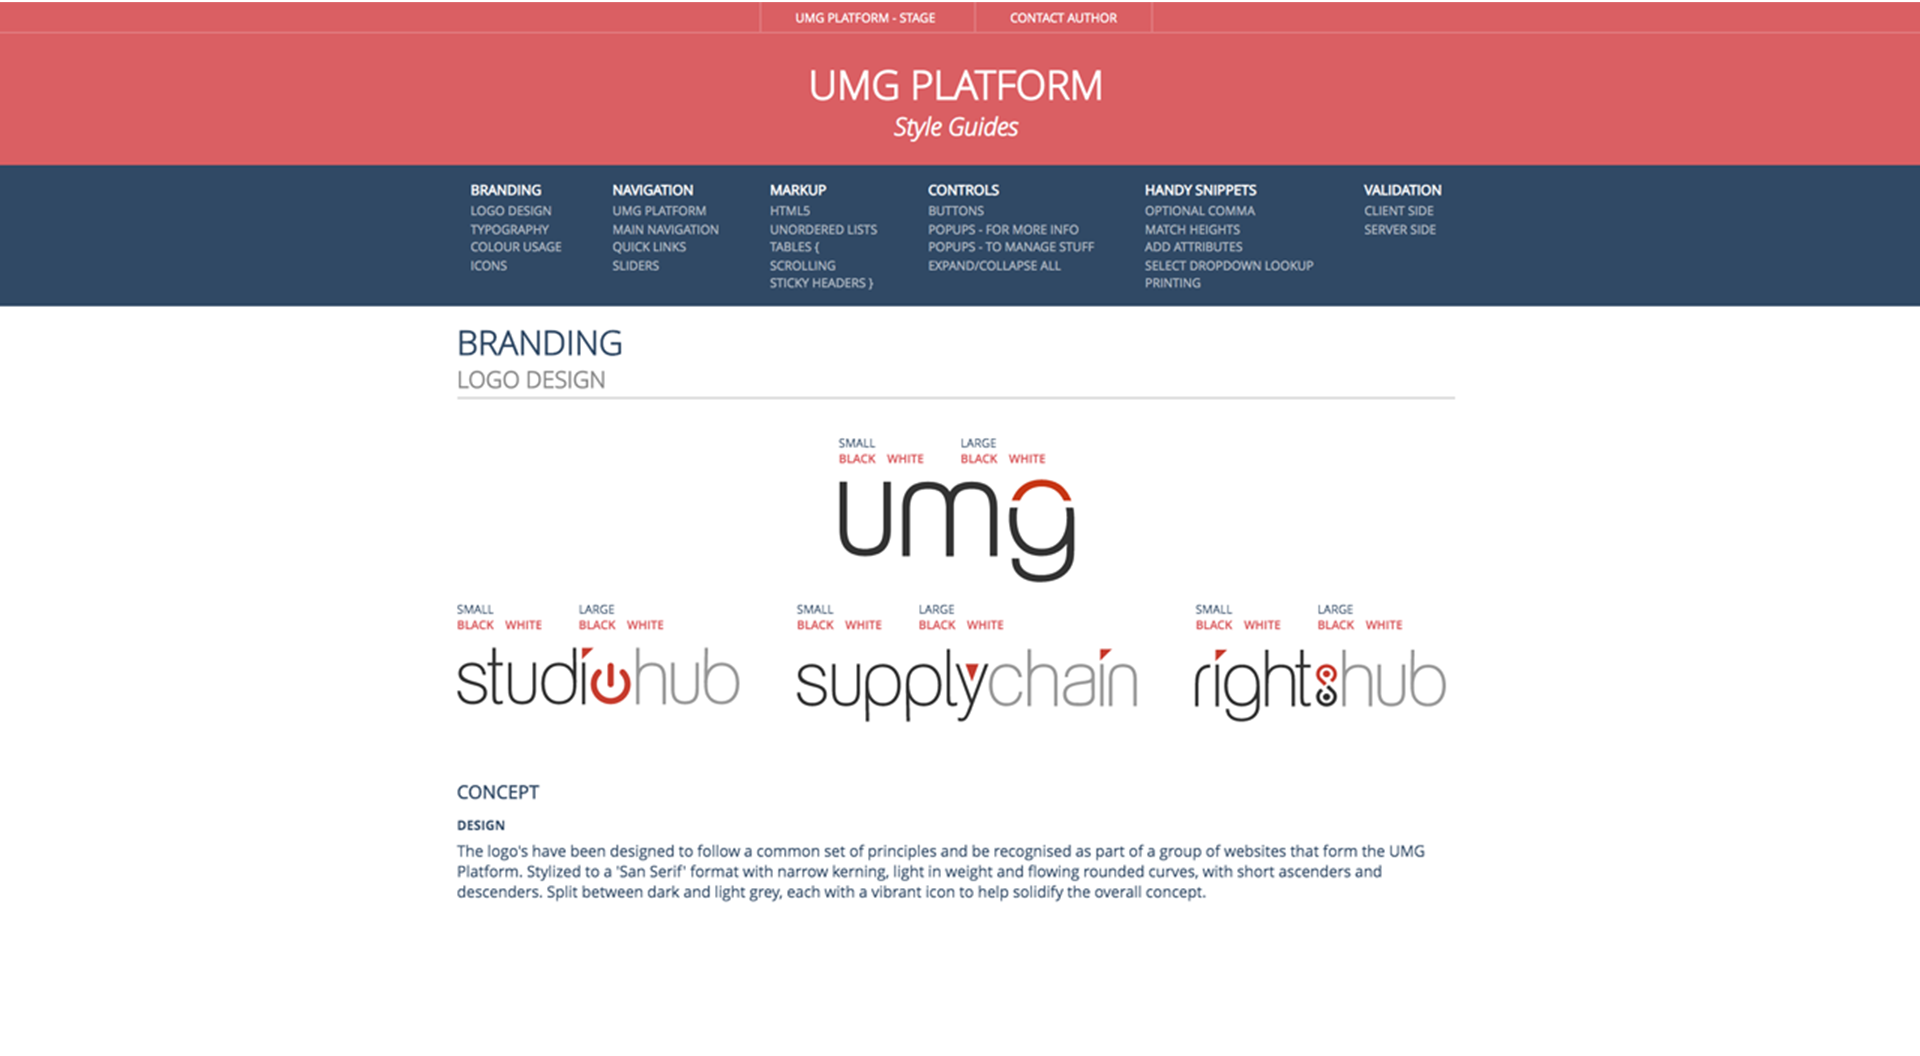 UMG PLATFORM - STAGE CONTACT AUTHOR
UMG PLATFORM
Style Guides
BRANDING
LOGO DESIGN
TYPOGRAPHY
COLOUR USAGE
ICONS
NAVIGATION
UMG PLATFORM
MAIN NAVIGATION
QUICK LINKS
SLIDERS
MARKUP
HTML5
UNORDERED LISTS
TABLES {
SCROLLING
STICKY HEADERS }
CONTROLS
BUTTONS
POPUPS - FOR MORE INFO
POPUPS - TO MANAGE STUFF
EXPAND/COLLAPSE ALL
HANDY SNIPPETS
OPTIONAL COMMA
MATCH HEIGHTS
ADD ATTRIBUTES
SELECT DROPDOWN LOOKUP
PRINTING
VALIDATION
CLIENT SIDE
SERVER SIDE
BRANDING
LOGO DESIGN
SMALL LARGE
BLACK WHITE BLACK WHITE
umg
SMALL LARGE
BLACK WHITE BLACK WHITE
studiohub
SMALL LARGE
BLACK WHITE BLACK WHITE
supplychain
SMALL LARGE
BLACK WHITE BLACK WHITE
rightshub
CONCEPT
DESIGN
The logo's have been designed to follow a common set of principles and be recognised as part of a group of websites that form the UMG
Platform. Stylized to a 'San Serif' format with narrow kerning, light in weight and flowing rounded curves, with short ascenders and
descenders. Split between dark and light grey, each with a vibrant icon to help solidify the overall concept.